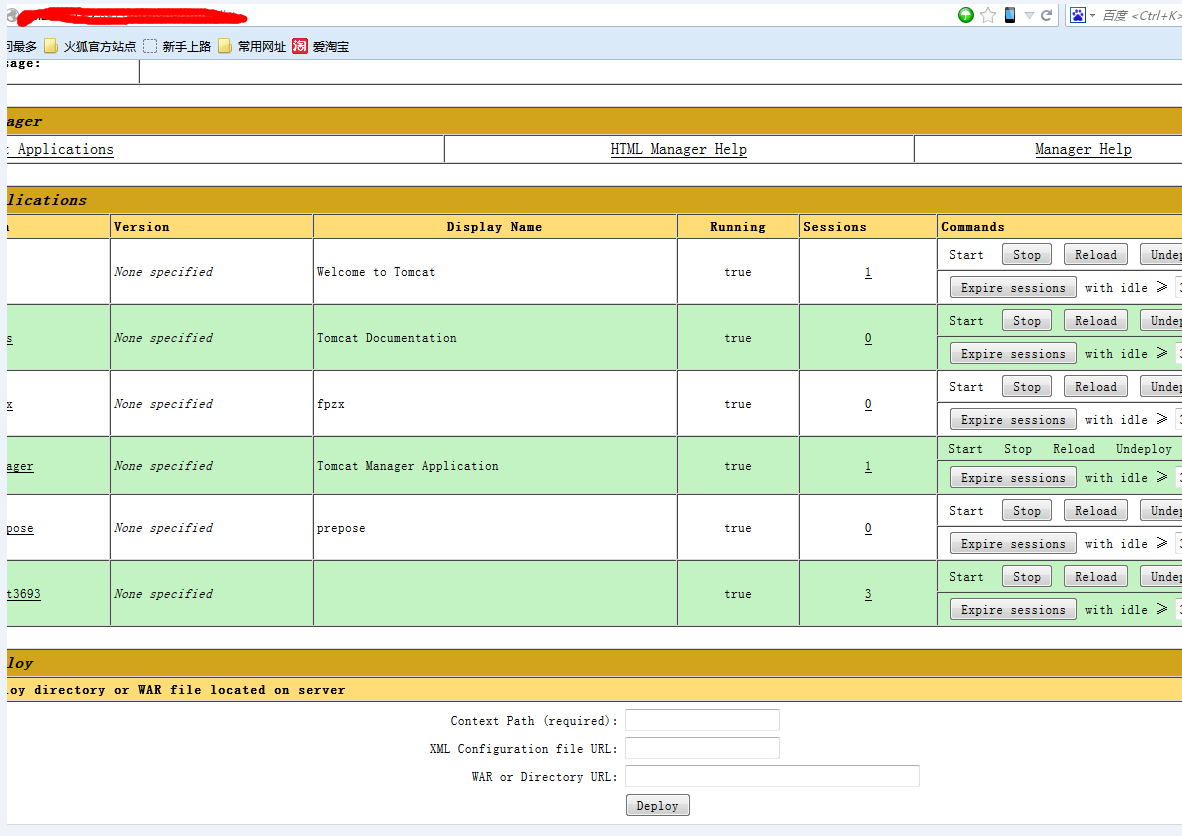 百度 <Ctrl+K>
问最多 火狐官方站点 新手上路 常用网址 淘 爱淘宝
sage:
ager
t Applications HTML Manager Help Manager Help
lications
Version Display Name Running Sessions Commands
None specified Welcome to Tomcat true 1 Start Stop Reload Undep
Expire sessions with idle ≥ 3
s None specified Tomcat Documentation true 0 Start Stop Reload Undep
Expire sessions with idle ≥ 3
x None specified fpzx true 0 Start Stop Reload Undep
Expire sessions with idle ≥ 3
ager None specified Tomcat Manager Application true 1 Start Stop Reload Undeploy
Expire sessions with idle ≥ 3
pose None specified prepose true 0 Start Stop Reload Undep
Expire sessions with idle ≥ 3
t3693 None specified true 3 Start Stop Reload Undep
Expire sessions with idle ≥ 3
loy
loy directory or WAR file located on server
Context Path (required):
XML Configuration file URL:
WAR or Directory URL:
Deploy